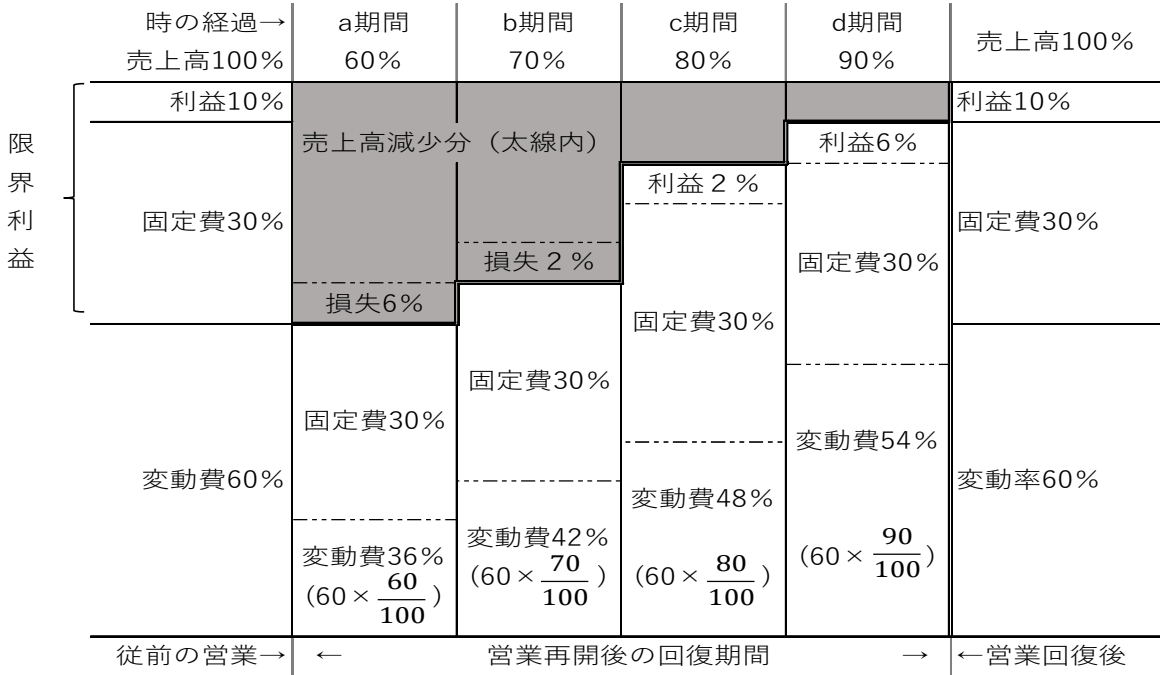 時の経過→ a期間 b期間 c期間 d期間 売上高100%
売上高100% 60% 70% 80% 90%
限界利益
利益10%
固定費30%
変動費60%
売上高減少分（太線内）
損失6%
固定費30%
変動費36%
(60×60/100)
損失2%
固定費30%
変動費42%
(60×70/100)
利益2%
固定費30%
変動費48%
(60×80/100)
利益6%
固定費30%
変動費54%
(60×90/100)
利益10%
固定費30%
変動率60%
従前の営業→ ← 営業再開後の回復期間 → ←営業回復後